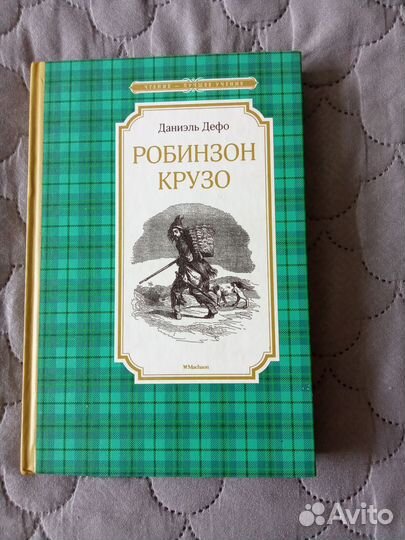 ЧТЕНИЕ – ЛУЧШЕЕ УЧЕНИЕ
Даниэль Дефо
РОБИНЗОН
КРУЗО
Machaon
Avito